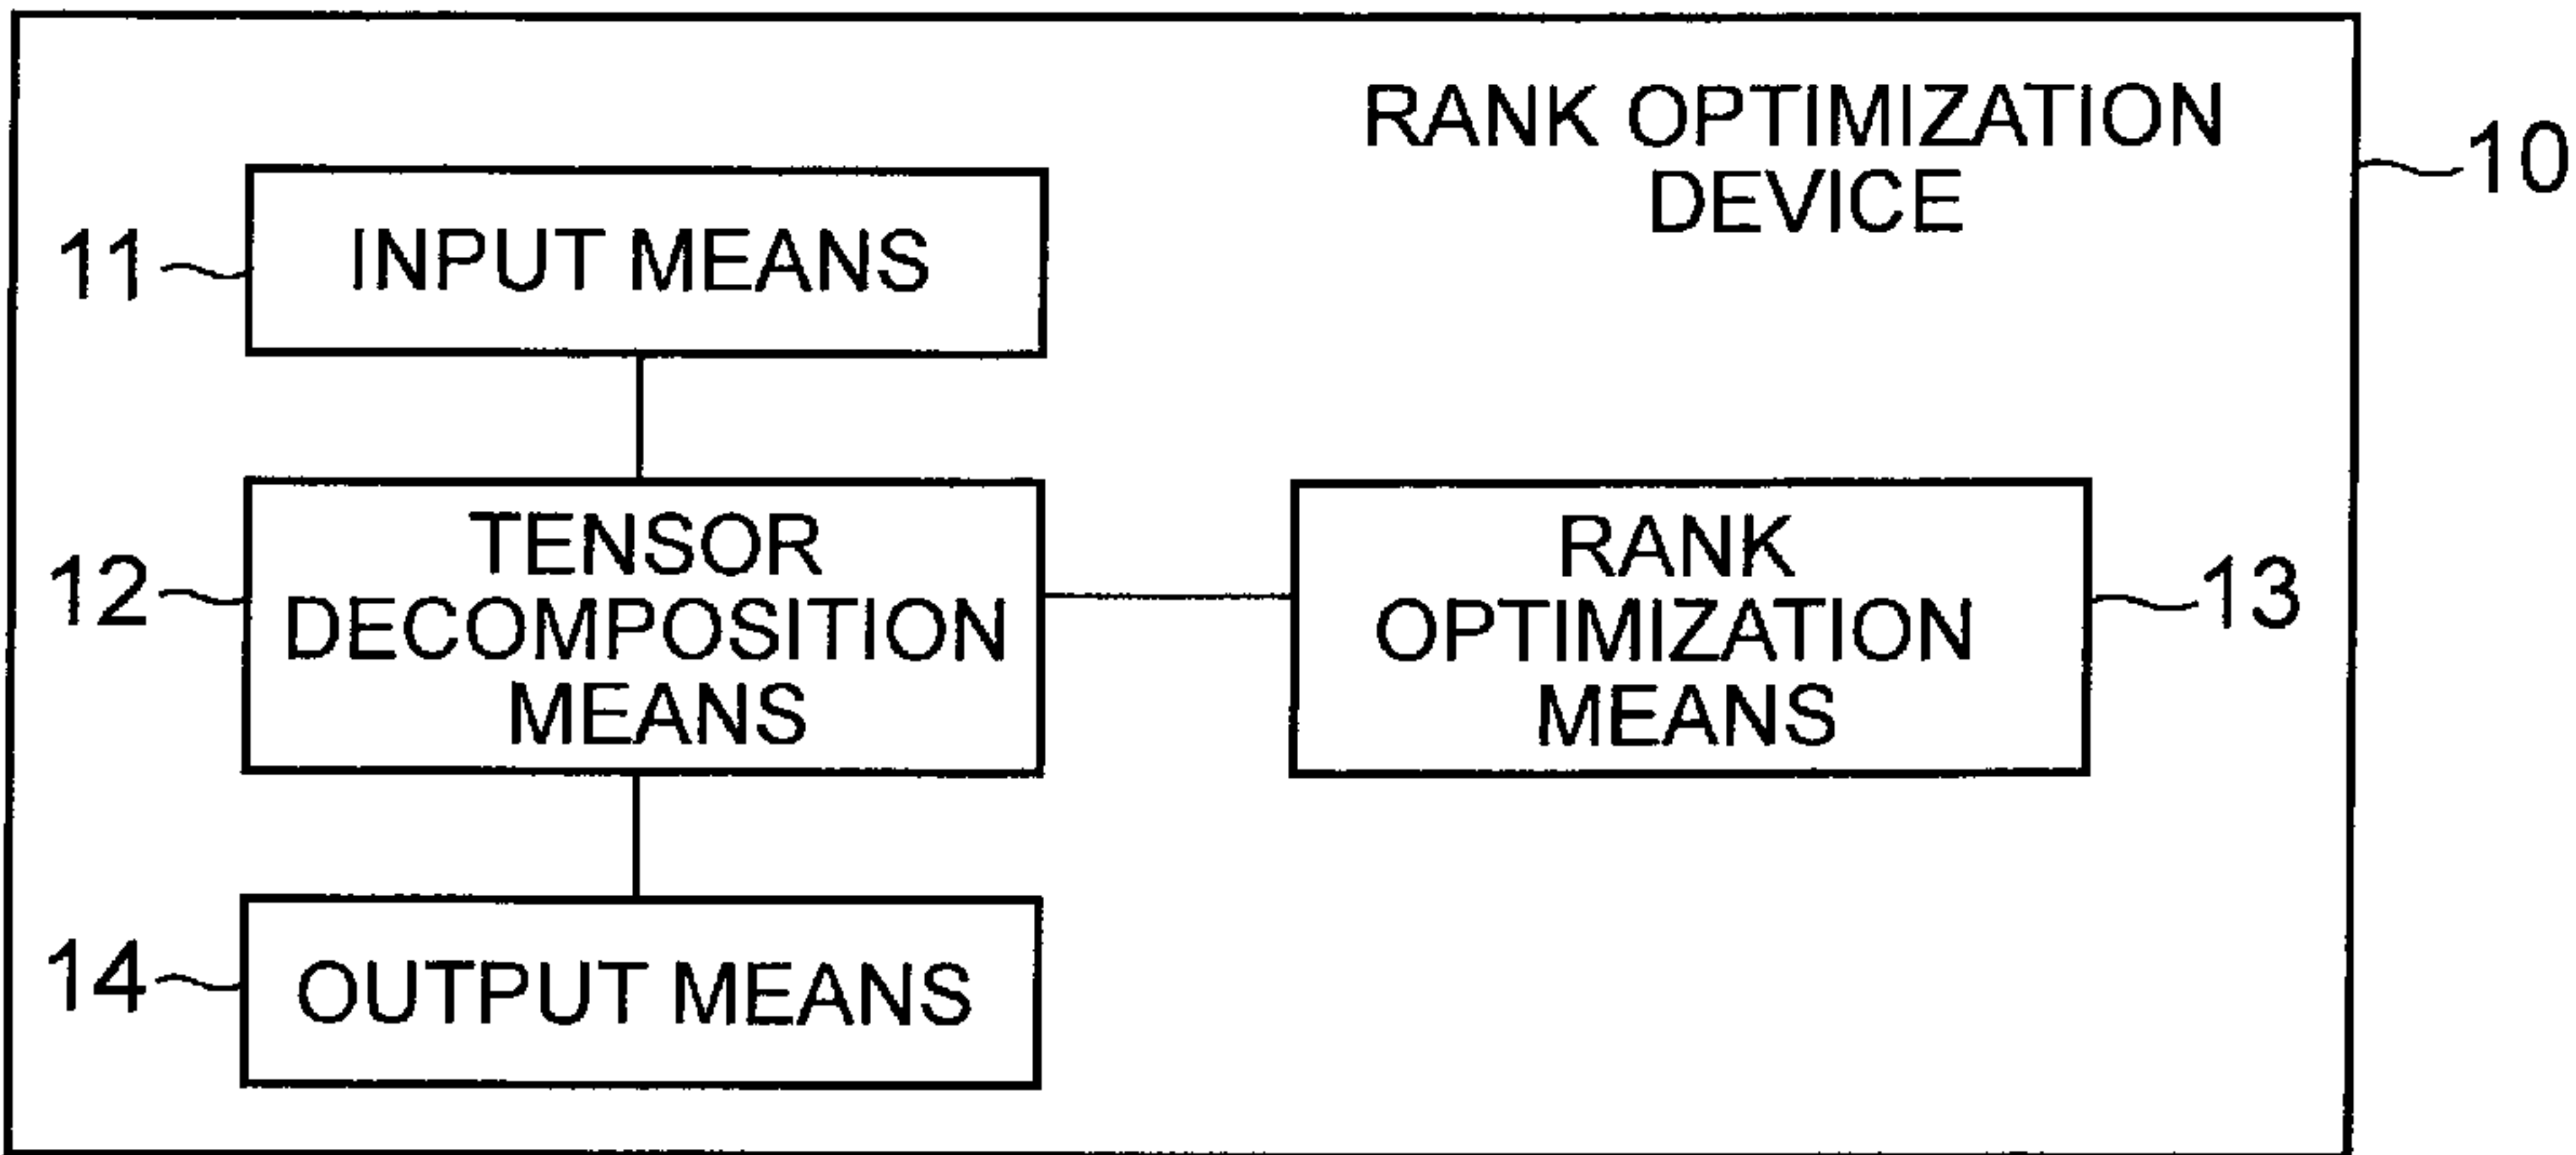 RANK OPTIMIZATION
DEVICE
10
11
INPUT MEANS
12
TENSOR
DECOMPOSITION
MEANS
RANK
OPTIMIZATION
MEANS
13
14
OUTPUT MEANS